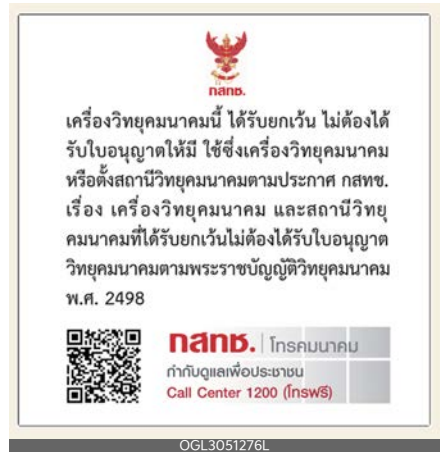 กสทช.
เครื่องวิทยุคมนาคมนี้ ได้รับยกเว้น ไม่ต้องได้
รับใบอนุญาตให้มี ใช้ซึ่งเครื่องวิทยุคมนาคม
หรือตั้งสถานีวิทยุคมนาคมตามประกาศ กสทช.
เรื่อง เครื่องวิทยุคมนาคม และสถานีวิทยุ
คมนาคมที่ได้รับยกเว้นไม่ต้องได้รับใบอนุญาต
วิทยุคมนาคมตามพระราชบัญญัติวิทยุคมนาคม
พ.ศ. 2498
กสทช. โทรคมนาคม
กำกับดูแลเพื่อประชาชน
Call Center 1200 (โทรฟรี)
OGL3051276L